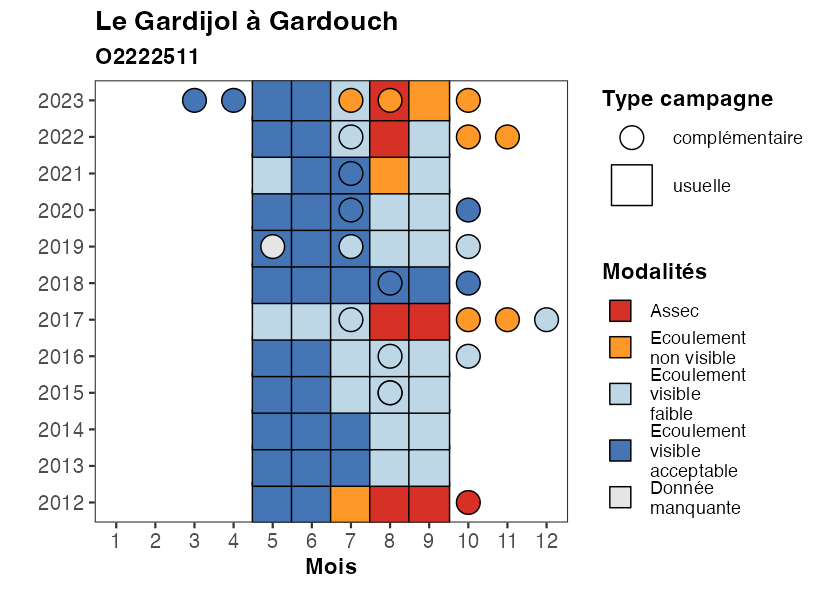 Le Gardijol à Gardouch
O2222511
2023
2022
2021
2020
2019
2018
2017
2016
2015
2014
2013
2012
1 2 3 4 5 6 7 8 9 10 11 12
Mois
Type campagne
complémentaire
usuelle
Modalités
Assec
Ecoulement
non visible
Ecoulement
visible
faible
Ecoulement
visible
acceptable
Donnée
manquante